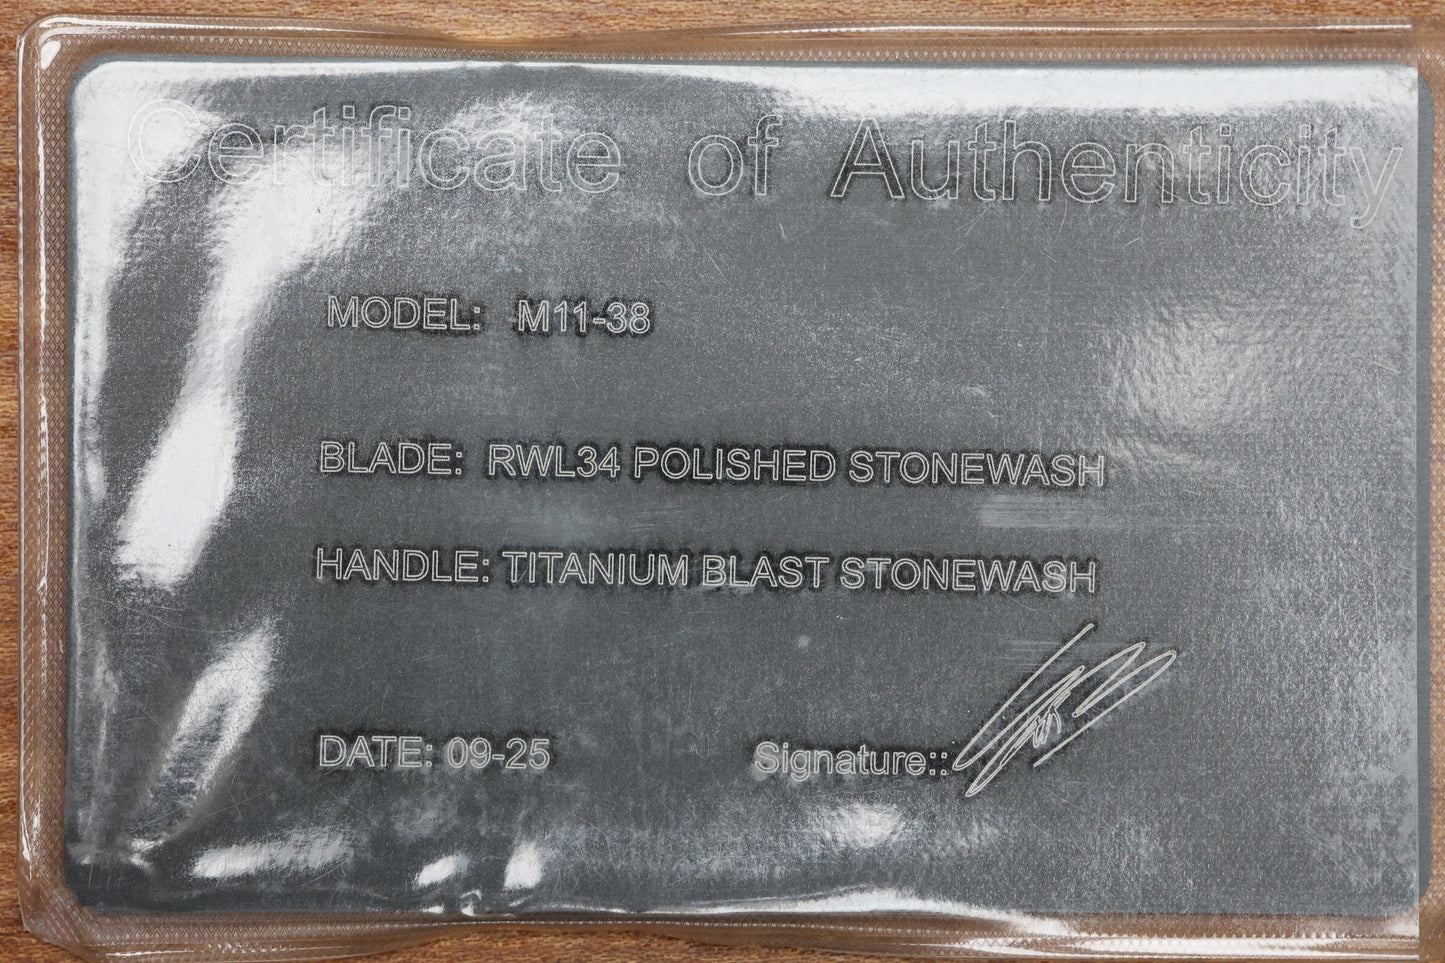 Certificate of Authenticity
MODEL: M11-38
BLADE: RWL34 POLISHED STONEWASH
HANDLE: TITANIUM BLAST STONEWASH
DATE: 09-25 Signature::